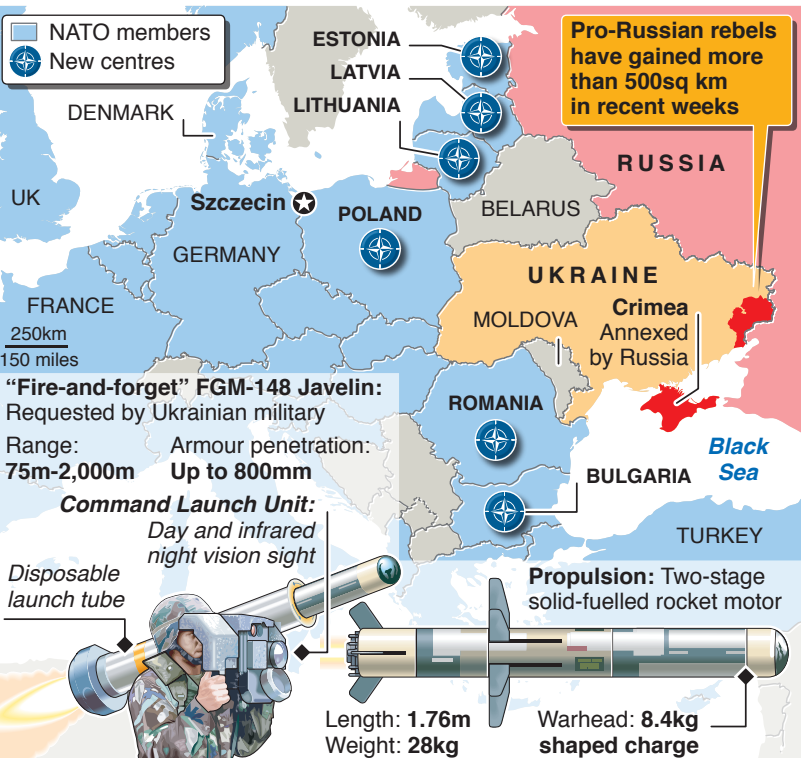 NATO members
New centres
ESTONIA
LATVIA
LITHUANIA
Pro-Russian rebels
have gained more
than 500sq km
in recent weeks
DENMARK
RUSSIA
UK
Szczecin
POLAND
BELARUS
GERMANY
UKRAINE
FRANCE
250km
150 miles
MOLDOVA
Crimea
Annexed
by Russia
“Fire-and-forget” FGM-148 Javelin:
Requested by Ukrainian military
Range:
75m-2,000m
Armour penetration:
Up to 800mm
ROMANIA
Black
Sea
BULGARIA
TURKEY
Command Launch Unit:
Day and infrared
night vision sight
Disposable
launch tube
Propulsion: Two-stage
solid-fuelled rocket motor
Length: 1.76m
Weight: 28kg
Warhead: 8.4kg
shaped charge